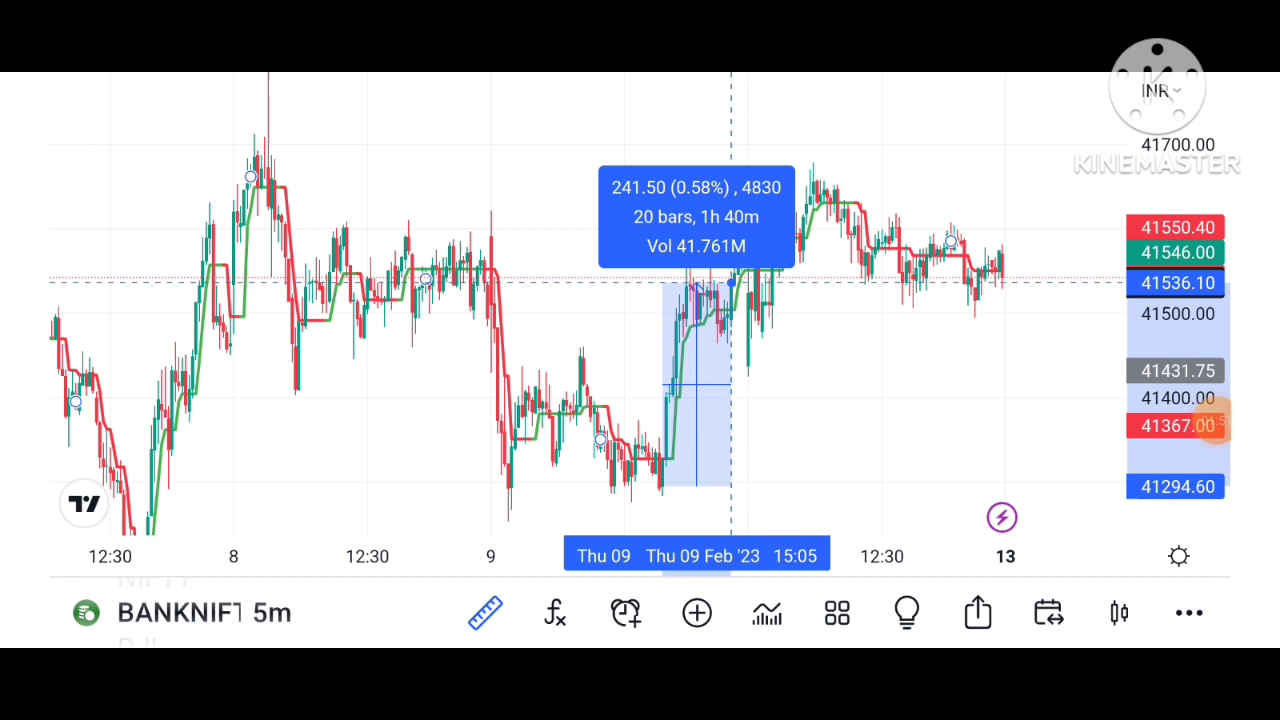 INR
41700.00
KINEMASTER
241.50 (0.58%) , 4830
20 bars, 1h 40m
Vol 41.761M
41550.40
41546.00
41536.10
41500.00
41431.75
41400.00
41367.00
41294.60
12:30 8 12:30 9 Thu 09 Thu 09 Feb '23 15:05 12:30 13
BANKNIFT 5m